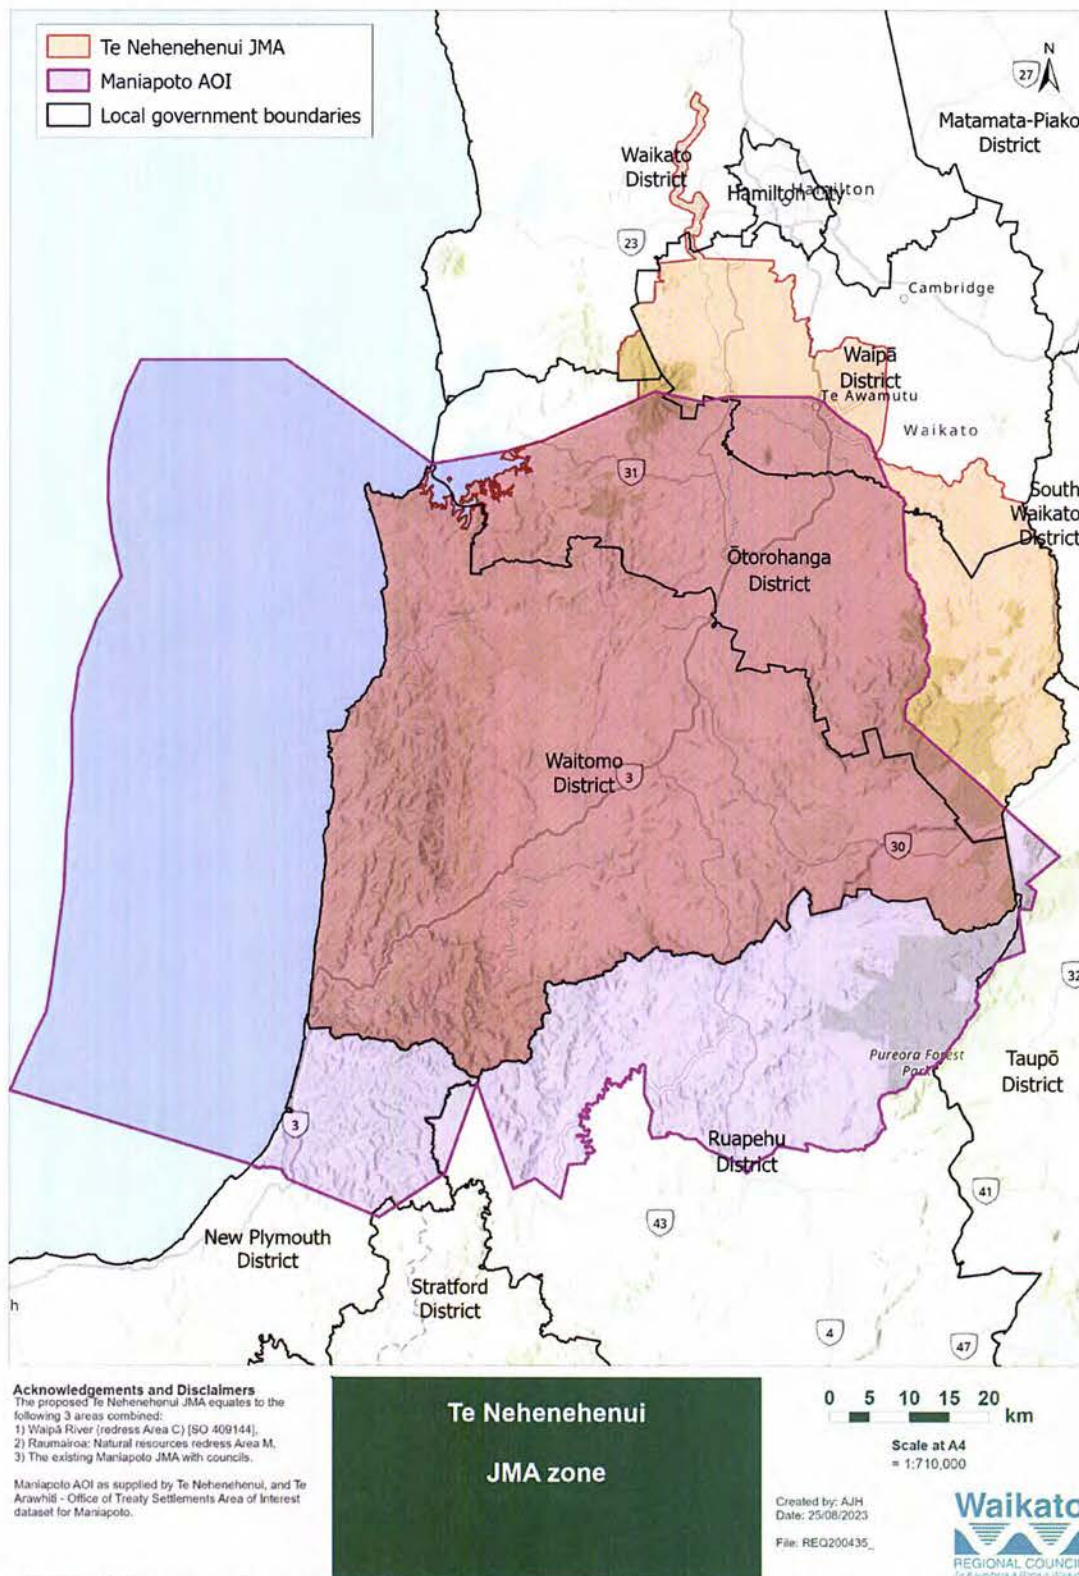 Te Nehenehenui JMA
Maniapoto AOI
Local government boundaries
N
27
Matamata-Piako
District
Waikato
District
Hamilton City
Hamilton
23
Cambridge
Waipā
District
Te Awamutu
Waikato
31
South
Waikato
District
Ōtorohanga
District
Waitomo
District
3
30
32
Pureora Forest
Park
Taupō
District
3
Ruapehu
District
41
43
New Plymouth
District
Stratford
District
h
4
47
Acknowledgements and Disclaimers
The proposed Te Nehenehenui JMA equates to the
following 3 areas combined:
1) Waipā River (redress Area C) [SO 409144],
2) Raumairoa: Natural resources redress Area M,
3) The existing Maniapoto JMA with councils.
Maniapoto AOI as supplied by Te Nehenehenui, and Te
Arawhiti - Office of Treaty Settlements Area of Interest
dataset for Maniapoto.
Te Nehenehenui
JMA zone
0 5 10 15 20
km
Scale at A4
= 1:710,000
Created by: AJH
Date: 25/08/2023
File: REQ200435_
Waikato
REGIONAL COUNCIL